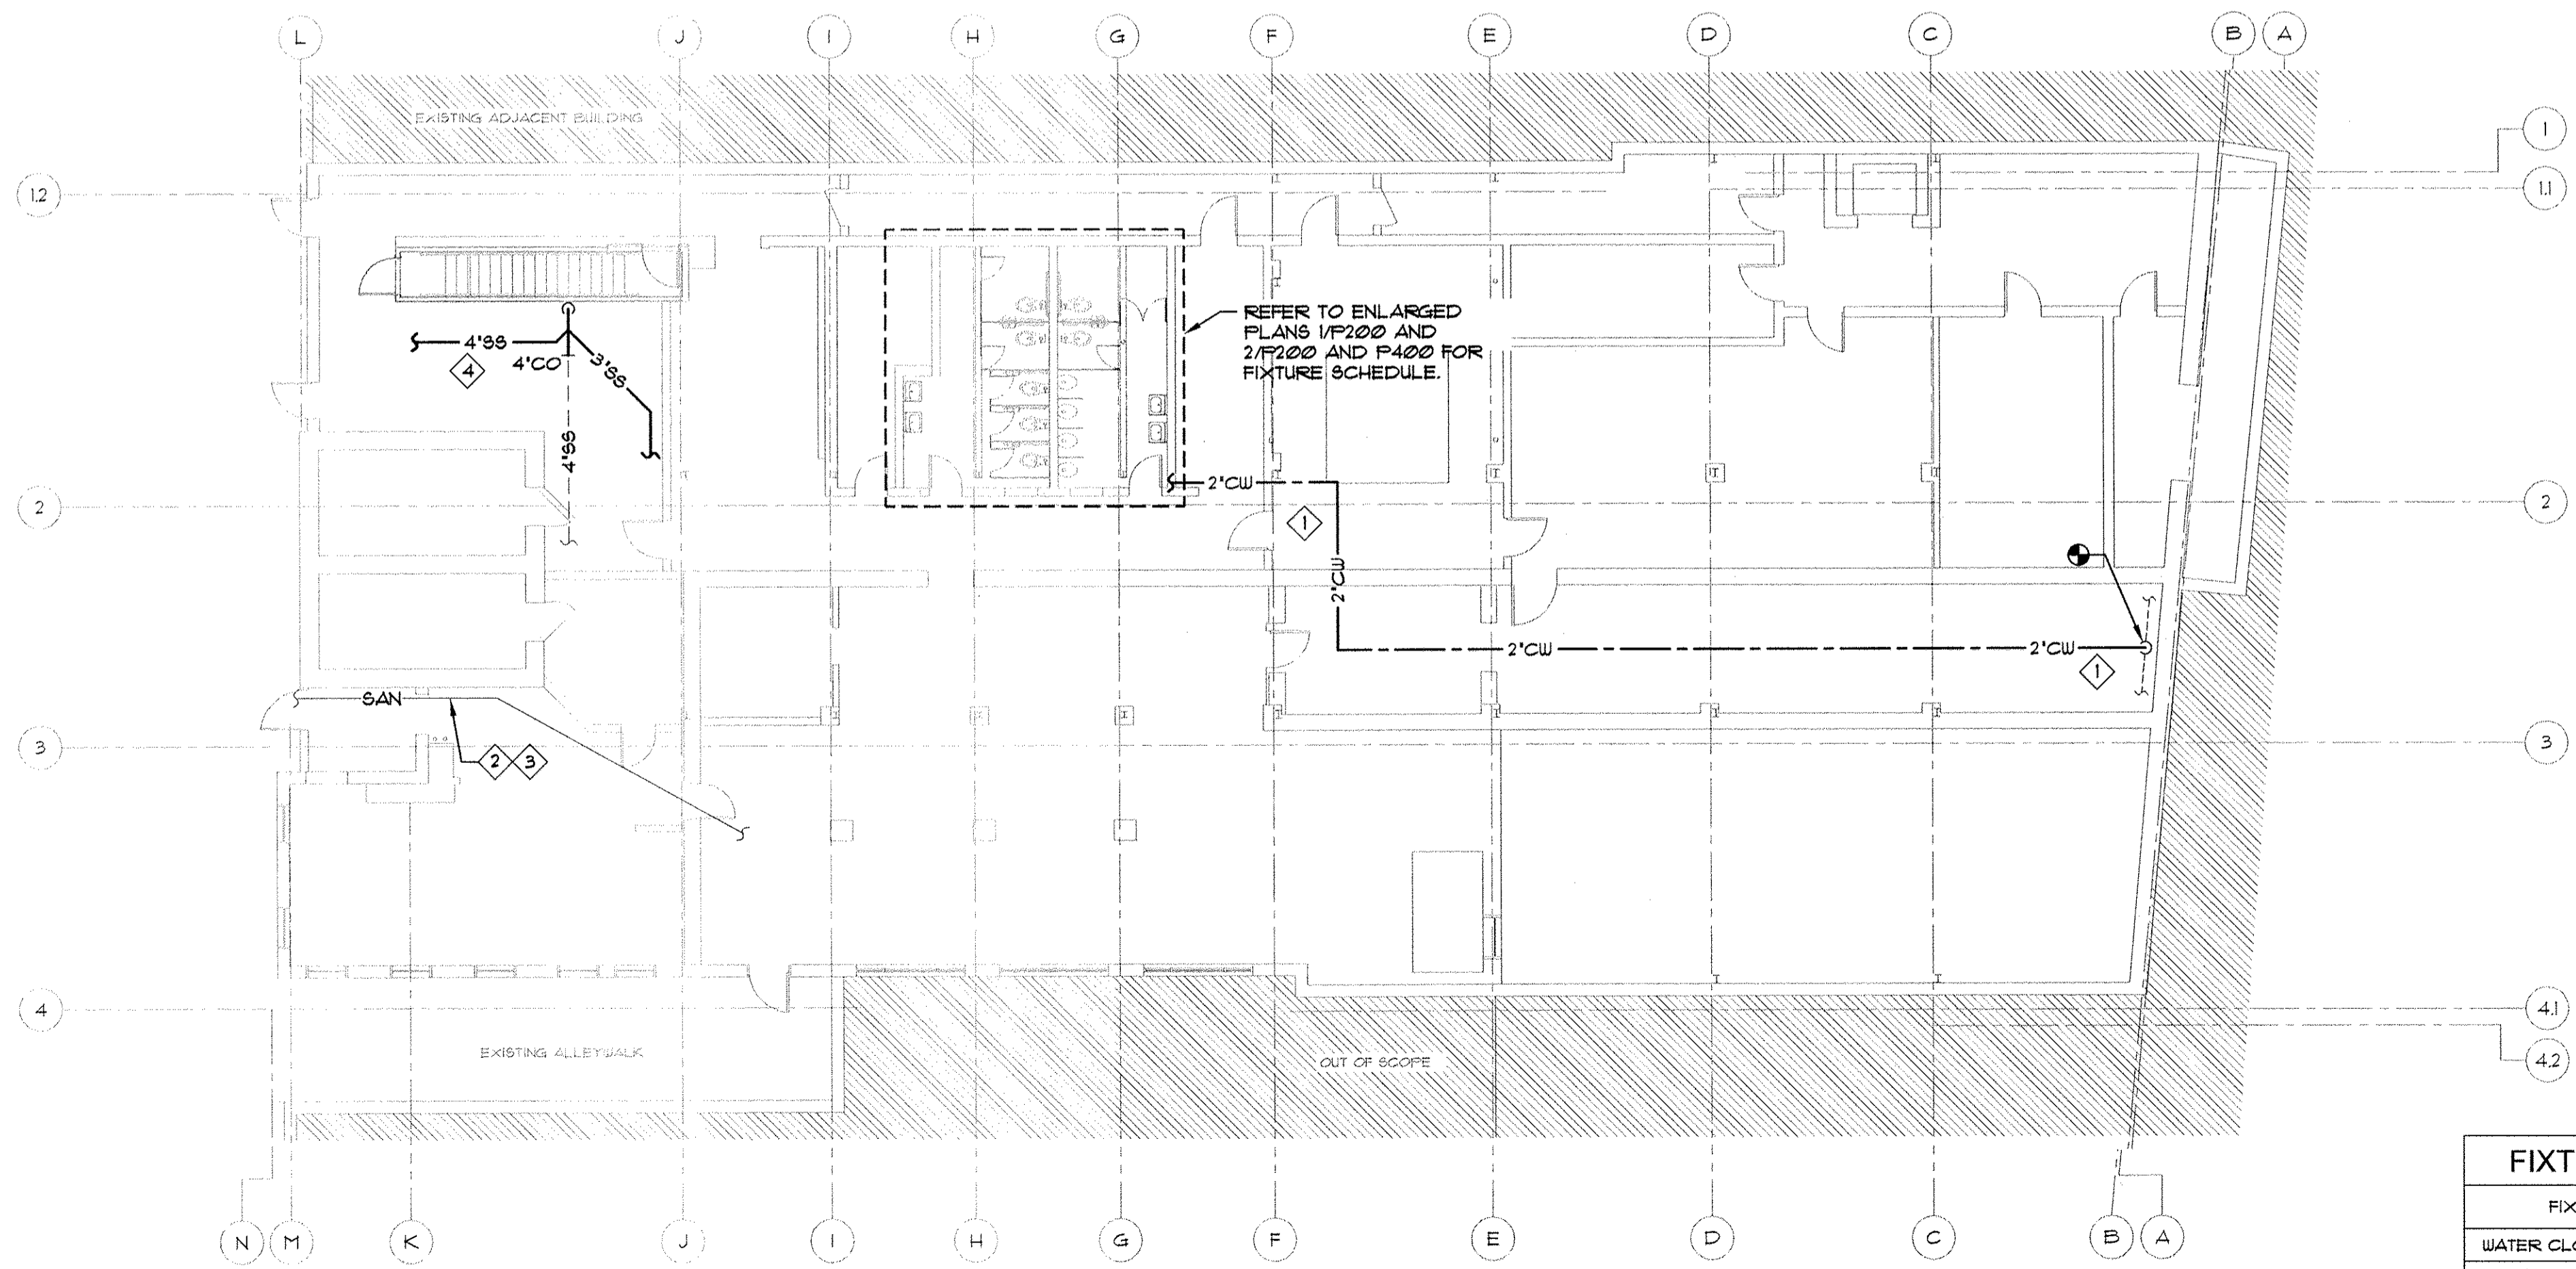 L J I H G F E D C B A
EXISTING ADJACENT BUILDING
1
1.2
1.1
REFER TO ENLARGED
PLANS 1/P200 AND
2/P200 AND P400 FOR
FIXTURE SCHEDULE.
4"SS
4"CO
3"SS
4
4"SS
2"CW
2
2
1
2"CW
2"CW
2"CW
1
SAN
3
3
2 3
4
4.1
EXISTING ALLEYWALK
OUT OF SCOPE
4.2
FIXT
FIX
WATER CLO
N M K J I H G F E D C B A